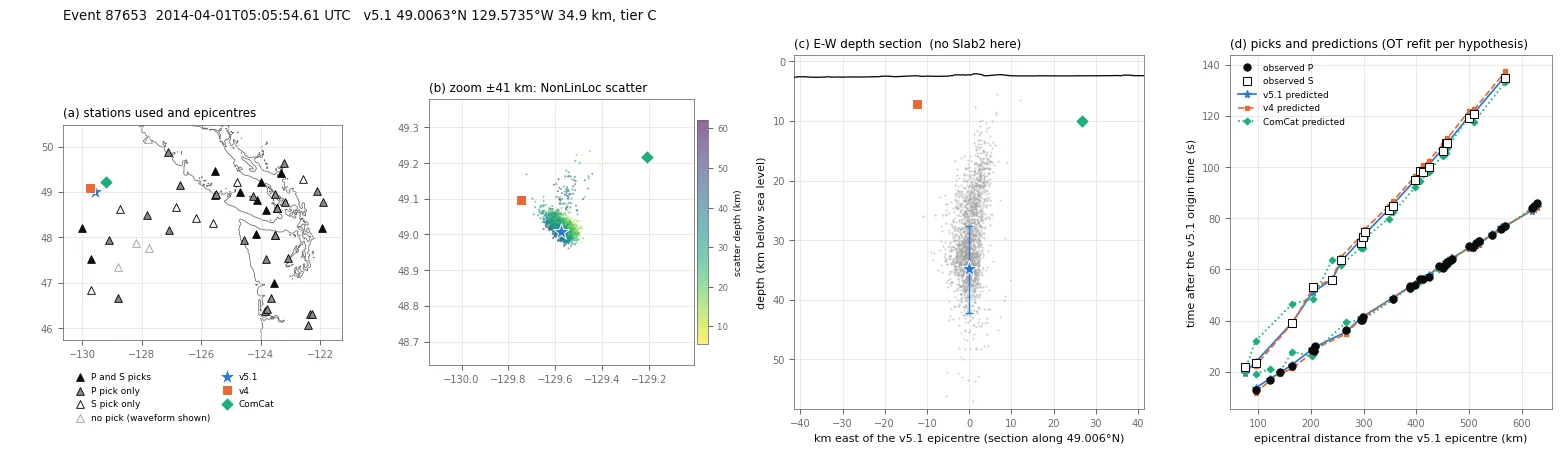 Event 87653  2014-04-01T05:05:54.61 UTC   v5.1 49.0063°N 129.5735°W 34.9 km, tier C
(a) stations used and epicentres
50
49
48
47
46
−130
−128
−126
−124
−122
P and S picks
P pick only
S pick only
no pick (waveform shown)
v5.1
v4
ComCat
(b) zoom ±41 km: NonLinLoc scatter
49.3
49.2
49.1
49.0
48.9
48.8
48.7
−130.0
−129.8
−129.6
−129.4
−129.2
60
50
40
30
20
10
scatter depth (km)
(c) E-W depth section  (no Slab2 here)
0
10
20
30
40
50
depth (km below sea level)
−40
−30
−20
−10
0
10
20
30
40
km east of the v5.1 epicentre (section along 49.006°N)
(d) picks and predictions (OT refit per hypothesis)
observed P
observed S
v5.1 predicted
v4 predicted
ComCat predicted
140
120
100
80
60
40
20
time after the v5.1 origin time (s)
100
200
300
400
500
600
epicentral distance from the v5.1 epicentre (km)